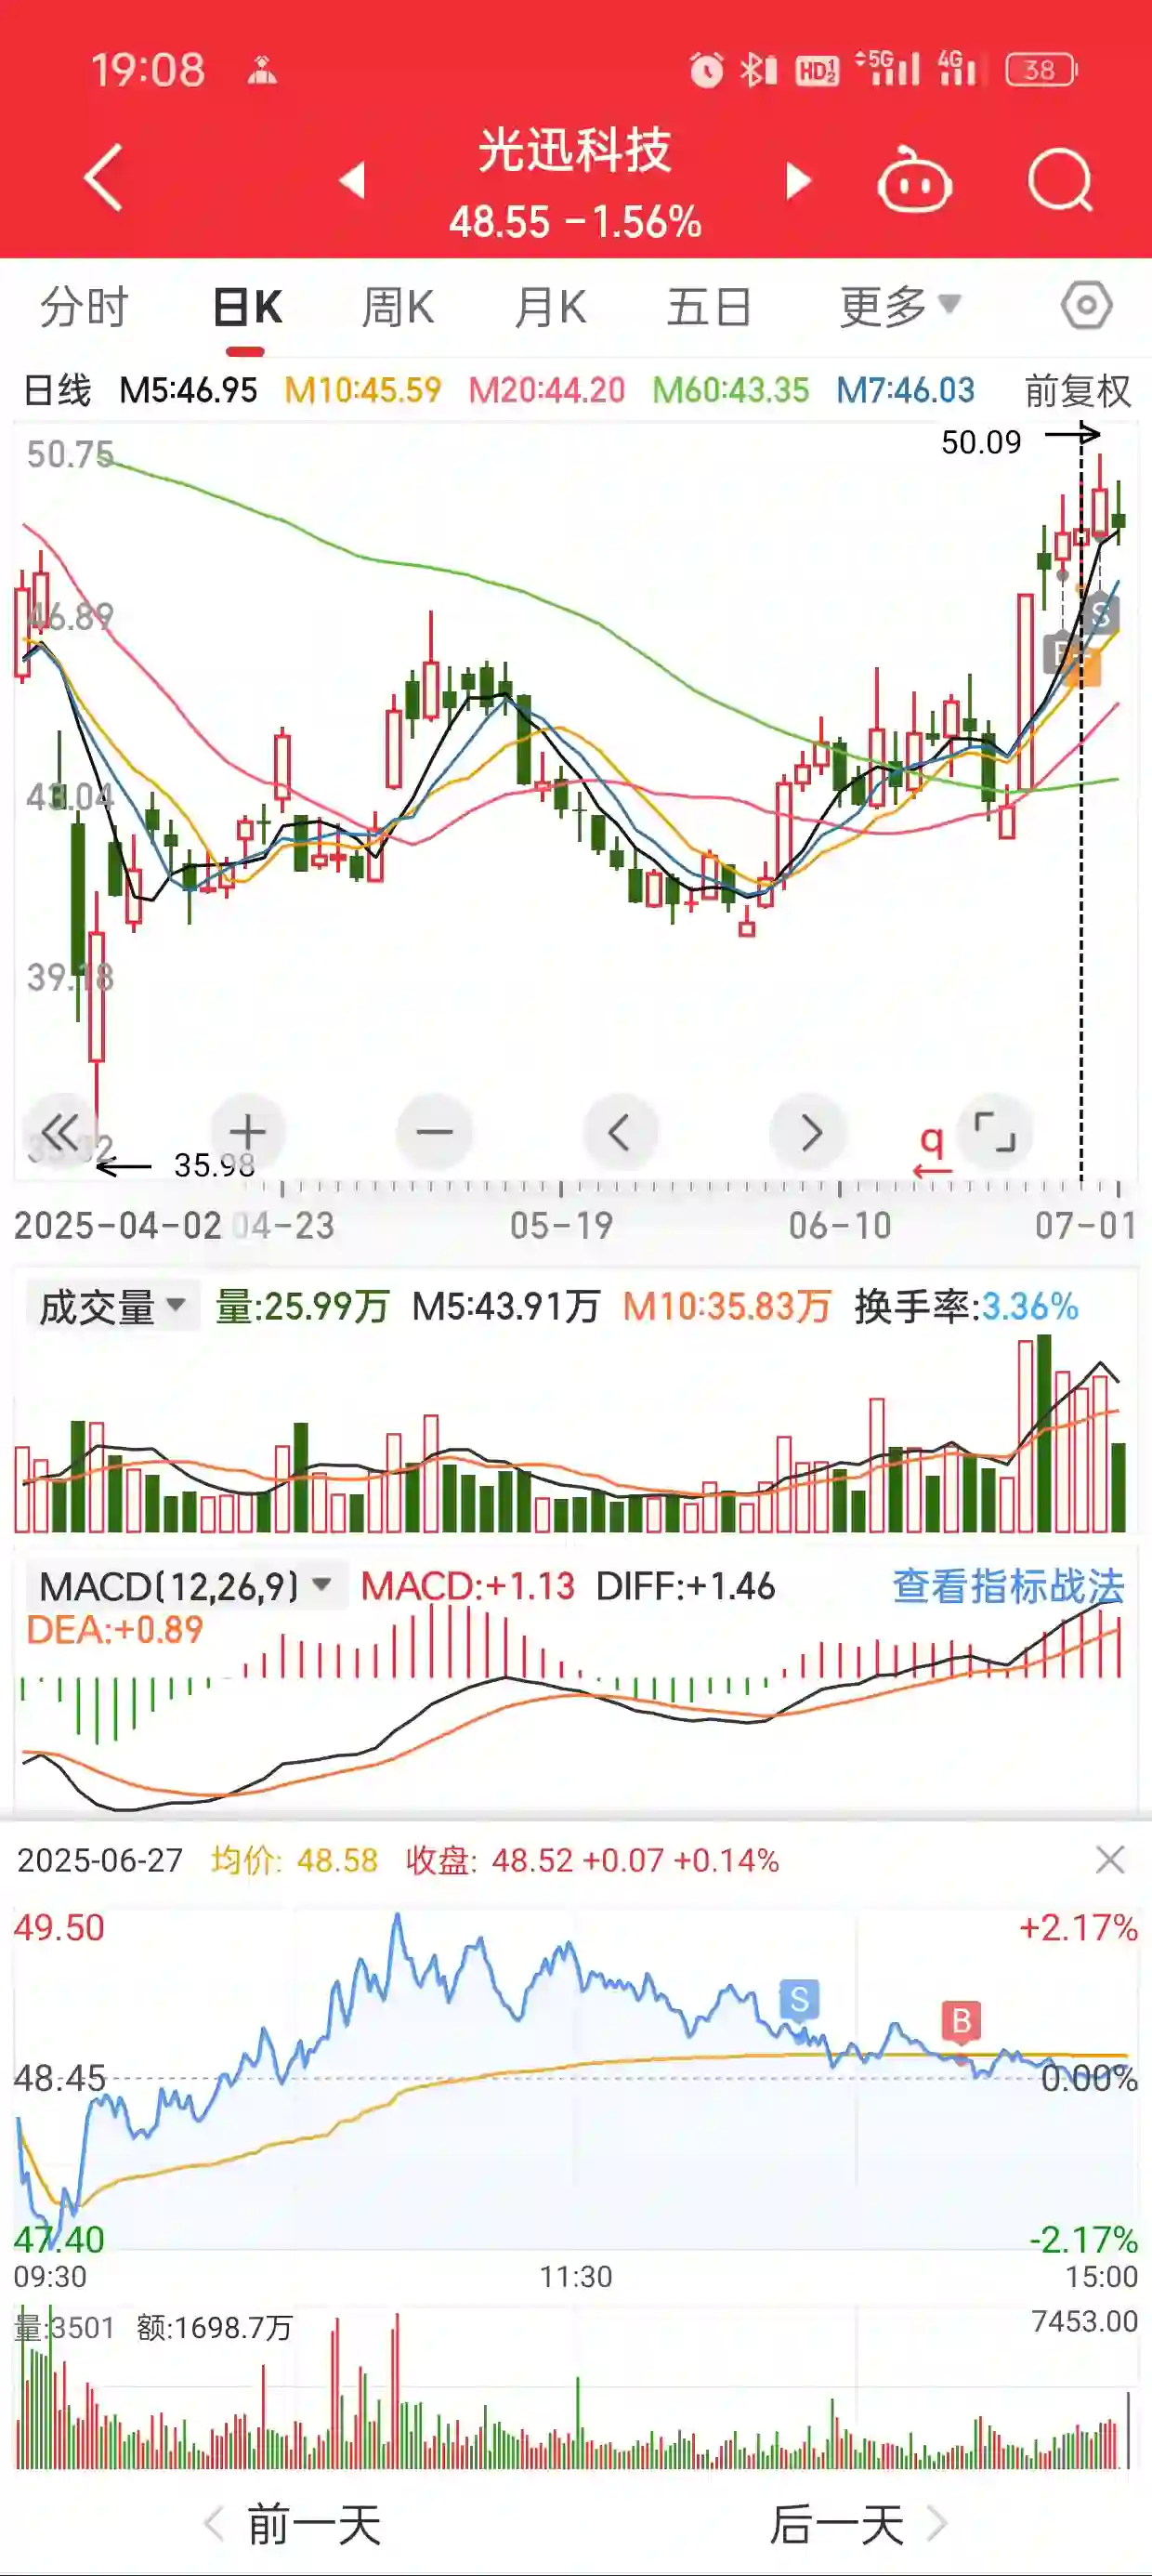 19:08 HD 1 2 5G 4G 38
光迅科技
48.55 -1.56%
分时 日K 周K 月K 五日 更多
日线 M5:46.95 M10:45.59 M20:44.20 M60:43.35 M7:46.03 前复权
50.09
50.75
46.89
S
43.04
39.18
q
35.98
2025-04-02 04-23 05-19 06-10 07-01
成交量 量:25.99万 M5:43.91万 M10:35.83万 换手率:3.36%
MACD(12,26,9) MACD:+1.13 DIFF:+1.46 查看指标战法
DEA:+0.89
2025-06-27 均价: 48.58 收盘: 48.52 +0.07 +0.14%
49.50 +2.17%
S
B
48.45 0.00%
47.40 -2.17%
09:30 11:30 15:00
量:3501 额:1698.7万 7453.00
前一天 后一天